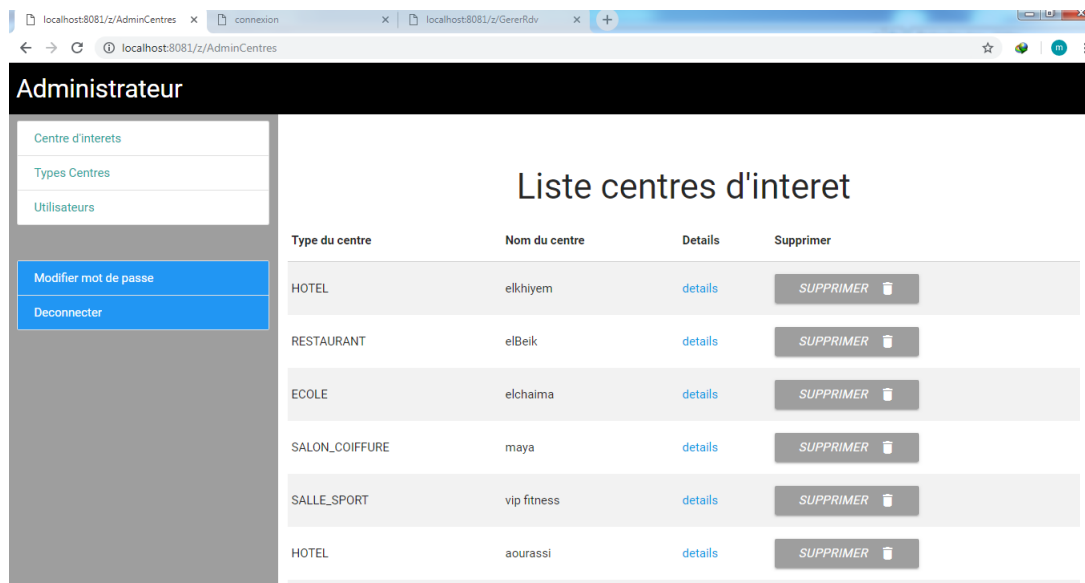 localhost:8081/z/AdminCentres connexion localhost:8081/z/GererRdv
localhost:8081/z/AdminCentres m
Administrateur
Centre d'interets
Types Centres
Utilisateurs
Modifier mot de passe
Deconnecter
Liste centres d'interet
Type du centre Nom du centre Details Supprimer
HOTEL elkhiyem details SUPPRIMER
RESTAURANT elBeik details SUPPRIMER
ECOLE elchaima details SUPPRIMER
SALON_COIFFURE maya details SUPPRIMER
SALLE_SPORT vip fitness details SUPPRIMER
HOTEL aourassi details SUPPRIMER